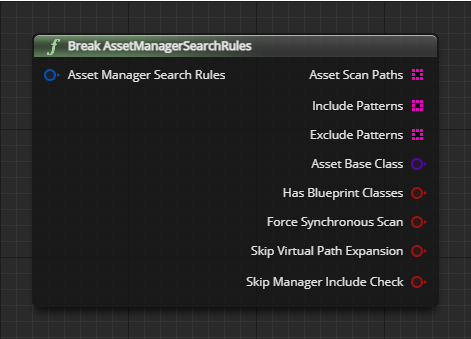 f Break AssetManagerSearchRules
Asset Manager Search Rules
Asset Scan Paths
Include Patterns
Exclude Patterns
Asset Base Class
Has Blueprint Classes
Force Synchronous Scan
Skip Virtual Path Expansion
Skip Manager Include Check